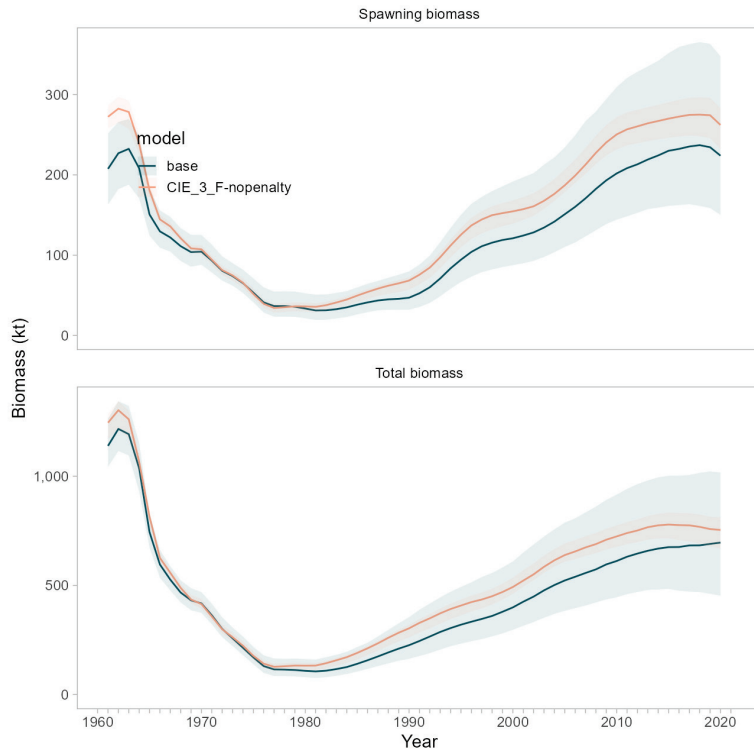 Spawning biomass
300
200
100
0
model
base
CIE_3_F-nopenalty
Biomass (kt)
Total biomass
1,000
500
0
1960 1970 1980 1990 2000 2010 2020
Year